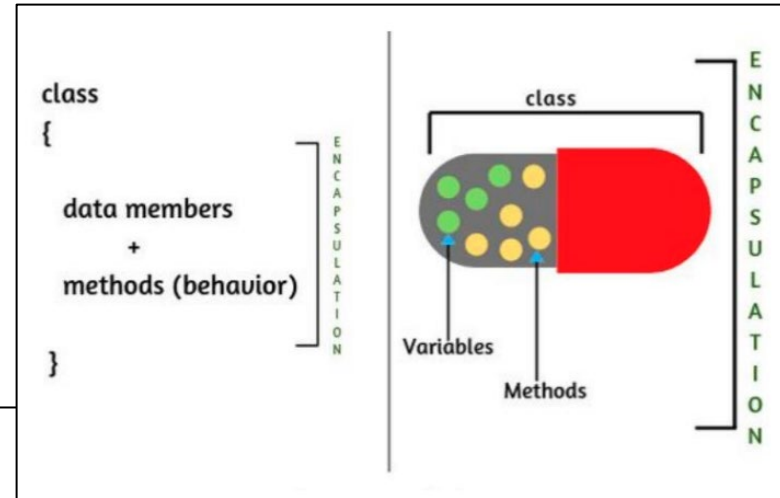 class
{
data members
+
methods (behavior)
}
ENCAPSULATION
class
Variables
Methods
ENCAPSULATION